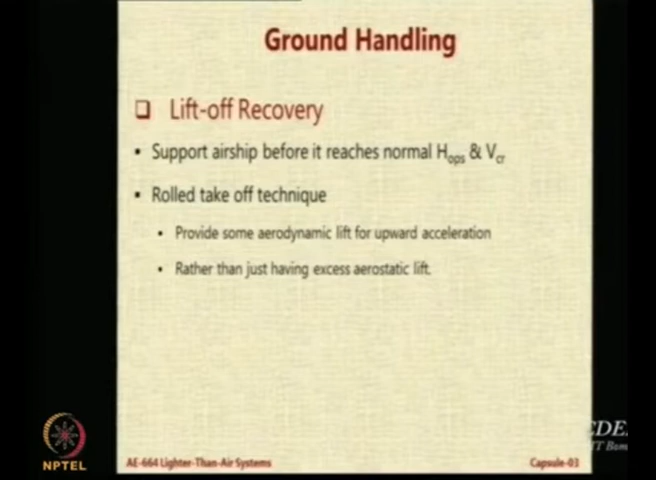 Ground Handling
Lift-off Recovery
• Support airship before it reaches normal Hops & Vcr
• Rolled take off technique
• Provide some aerodynamic lift for upward acceleration
• Rather than just having excess aerostatic lift.
NPTEL
AE-664 Lighter-Than-Air Systems
Capsule-03